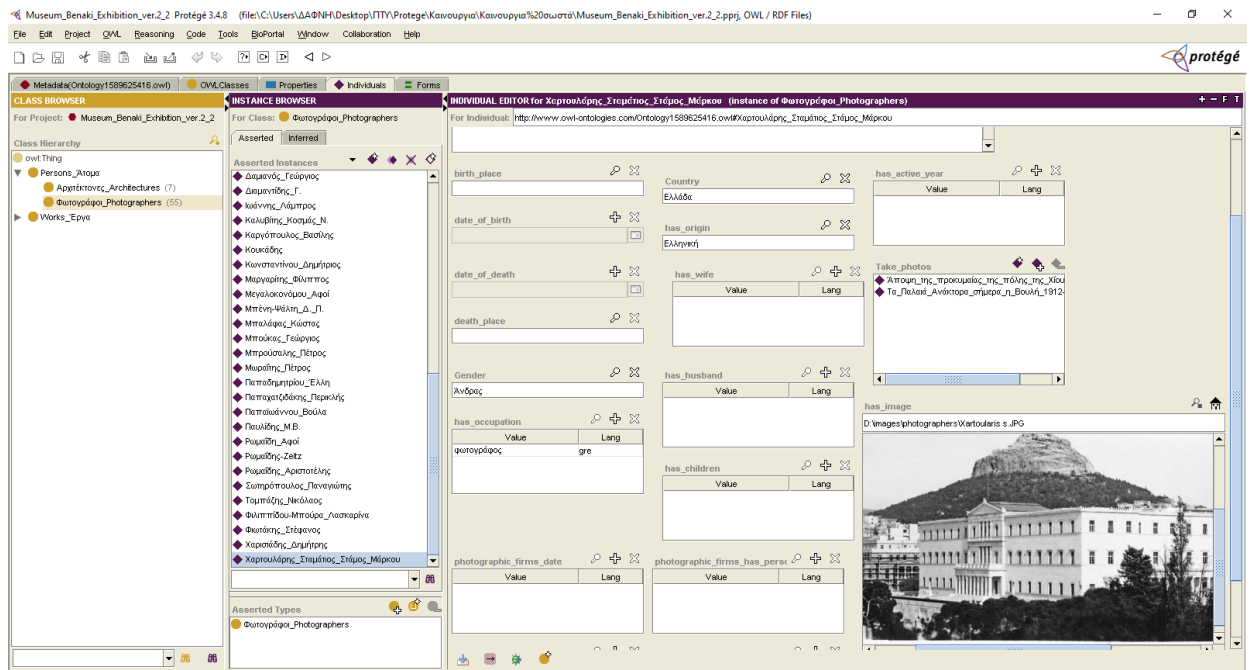 Museum_Benaki_Exhibition_ver.2_2 Protégé 3.4.8 (file:\C:\Users\ΔΑΦΝΗ\Desktop\ΠΤΥ\Protege\Καινουργια\Καινουργια%20σωστά\Museum_Benaki_Exhibition_ver.2_2.pprj, OWL / RDF Files)
File Edit Project OWL Reasoning Code Tools BioPortal Window Collaboration Help
protégé
Metadata(Ontology1589625416.owl) OWLClasses Properties Individuals Forms
CLASS BROWSER
For Project: Museum_Benaki_Exhibition_ver.2_2
Class Hierarchy
owl:Thing
Persons_Άτομα
Αρχιτέκτονες_Architectures (7)
Φωτογράφοι_Photographers (55)
Works_Έργα
INSTANCE BROWSER
For Class: Φωτογράφοι_Photographers
Asserted Inferred
Asserted Instances
Δαμιανός_Γεώργιος
Διαμαντίδης_Γ.
Ιωάννης_Λάμπρος
Καλυβίτης_Κοσμάς_Ν.
Καργόπουλος_Βασίλης
Κουκάδης
Κωνσταντίνου_Δημήτριος
Μαργαρίτης_Φίλιππος
Μεγαλοκονόμου_Αφοί
Μπένη-Ψάλτη_Δ._Π.
Μπαλάφας_Κώστας
Μπούκας_Γεώργιος
Μπρούσαλης_Πέτρος
Μωραΐτης_Πέτρος
Παπαδημητρίου_Έλλη
Παπαχατζιδάκης_Περικλής
Παπαϊωάννου_Βούλα
Παυλίδης_Μ.Β.
Ρωμαΐδη_Αφοί
Ρωμαΐδης-Zeitz
Ρωμαΐδης_Αριστοτέλης
Σωτηρόπουλος_Παναγιώτης
Τομπάζης_Νικόλαος
Φιλιππίδου-Μπούρα_Λασκαρίνα
Φιωτάκης_Στέφανος
Χαρισιάδης_Δημήτρης
Χαρτουλάρης_Σταμάτιος_Στάμος_Μάρκου
Asserted Types
Φωτογράφοι_Photographers
INDIVIDUAL EDITOR for Χαρτουλάρης_Σταμάτιος_Στάμος_Μάρκου (instance of Φωτογράφοι_Photographers)
+ − F T
For Individual: http://www.owl-ontologies.com/Ontology1589625416.owl#Χαρτουλάρης_Σταμάτιος_Στάμος_Μάρκου
birth_place
date_of_birth
date_of_death
death_place
Gender
Άνδρας
has_occupation
Value Lang
φωτογράφος gre
photographic_firms_date
Value Lang
Country
Ελλάδα
has_origin
Ελληνική
has_wife
Value Lang
has_husband
Value Lang
has_children
Value Lang
photographic_firms_has_pers
Value Lang
has_active_year
Value Lang
Take_photos
Άποψη_της_προκυμαίας_της_πόλης_της_Χίου
Τα_Παλαιά_Ανάκτορα_σήμερα_η_Βουλή_1912-
has_image
D:\images\photographers\Xartoularis s.JPG